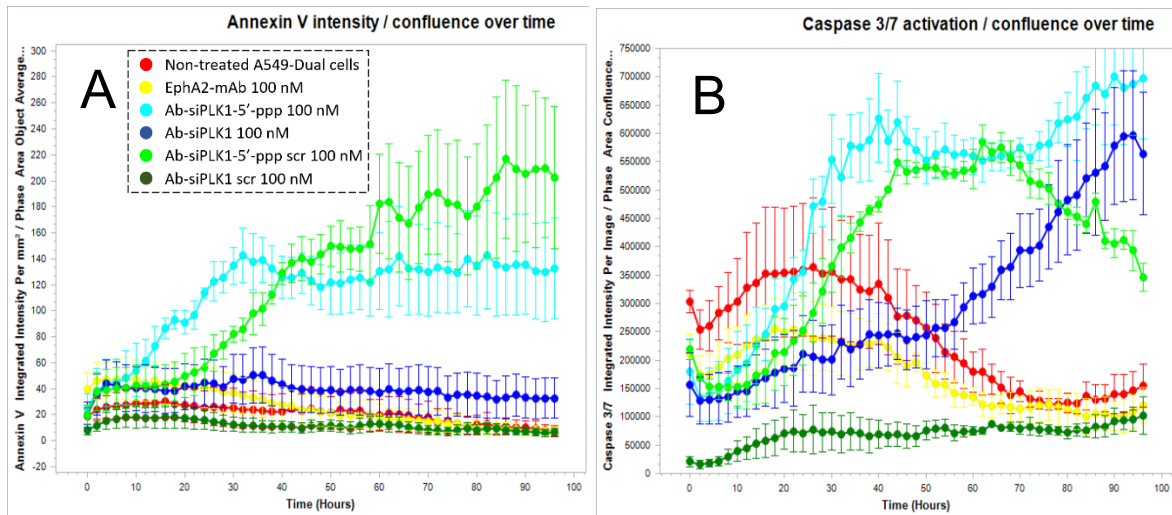 Annexin V intensity / confluence over time
A
Non-treated A549-Dual cells
EphA2-mAb 100 nM
Ab-siPLK1-5′-ppp 100 nM
Ab-siPLK1 100 nM
Ab-siPLK1-5′-ppp scr 100 nM
Ab-siPLK1 scr 100 nM
Annexin V Integrated Intensity Per mm² / Phase Area Object Average...
300
280
260
240
220
200
180
160
140
120
100
80
60
40
20
0
-20
0 10 20 30 40 50 60 70 80 90 100
Time (Hours)
Caspase 3/7 activation / confluence over time
B
Caspase 3/7 Integrated Intensity Per Image / Phase Area Confluence...
750000
700000
650000
600000
550000
500000
450000
400000
350000
300000
250000
200000
150000
100000
50000
0
0 10 20 30 40 50 60 70 80 90 100
Time (Hours)